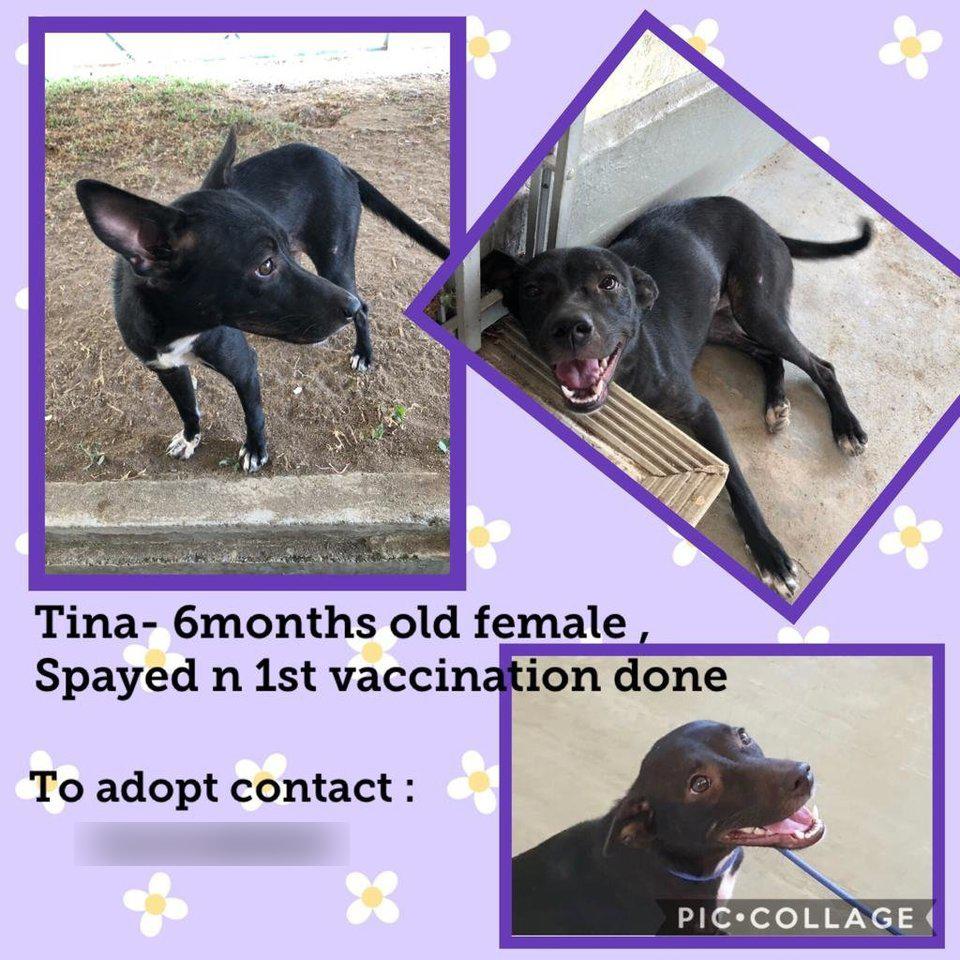 Tina- 6months old female ,
Spayed n 1st vaccination done
To adopt contact :
PIC•COLLAGE